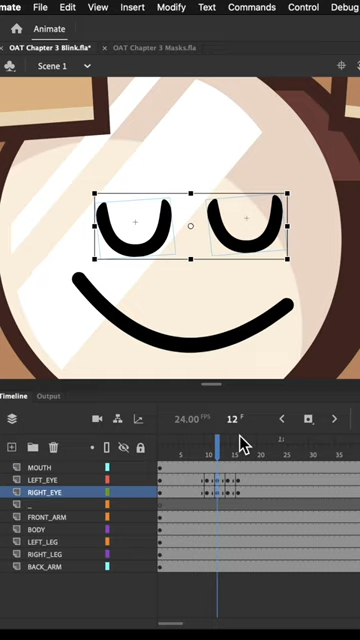 mate File Edit View Insert Modify Text Commands Control Debug
Animate
OAT Chapter 3 Blink.fla* × OAT Chapter 3 Masks.fla
Scene 1
Timeline Output
24.00 FPS 12 F
1s
5 10 15 20 25 30 35
MOUTH
LEFT_EYE
RIGHT_EYE
_
FRONT_ARM
BODY
LEFT_LEG
RIGHT_LEG
BACK_ARM